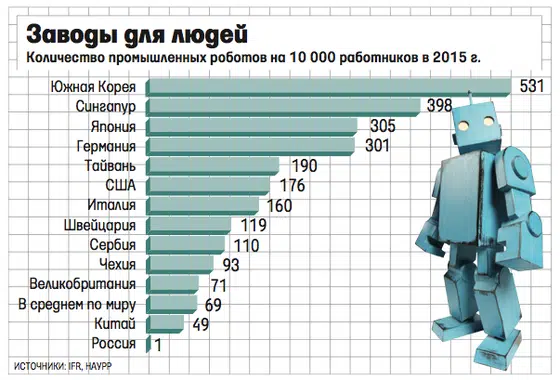 Заводы для людей
Количество промышленных роботов на 10 000 работников в 2015 г.
Южная Корея 531
Сингапур 398
Япония 305
Германия 301
Тайвань 190
США 176
Италия 160
Швейцария 119
Сербия 110
Чехия 93
Великобритания 71
В среднем по миру 69
Китай 49
Россия 1
ИСТОЧНИКИ: IFR, НАУРР